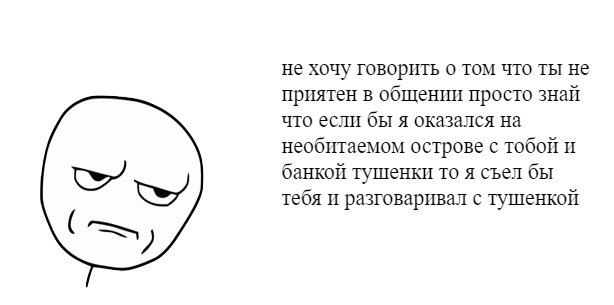 не хочу говорить о том что ты не
приятен в общении просто знай
что если бы я оказался на
необитаемом острове с тобой и
банкой тушенки то я съел бы
тебя и разговаривал с тушенкой